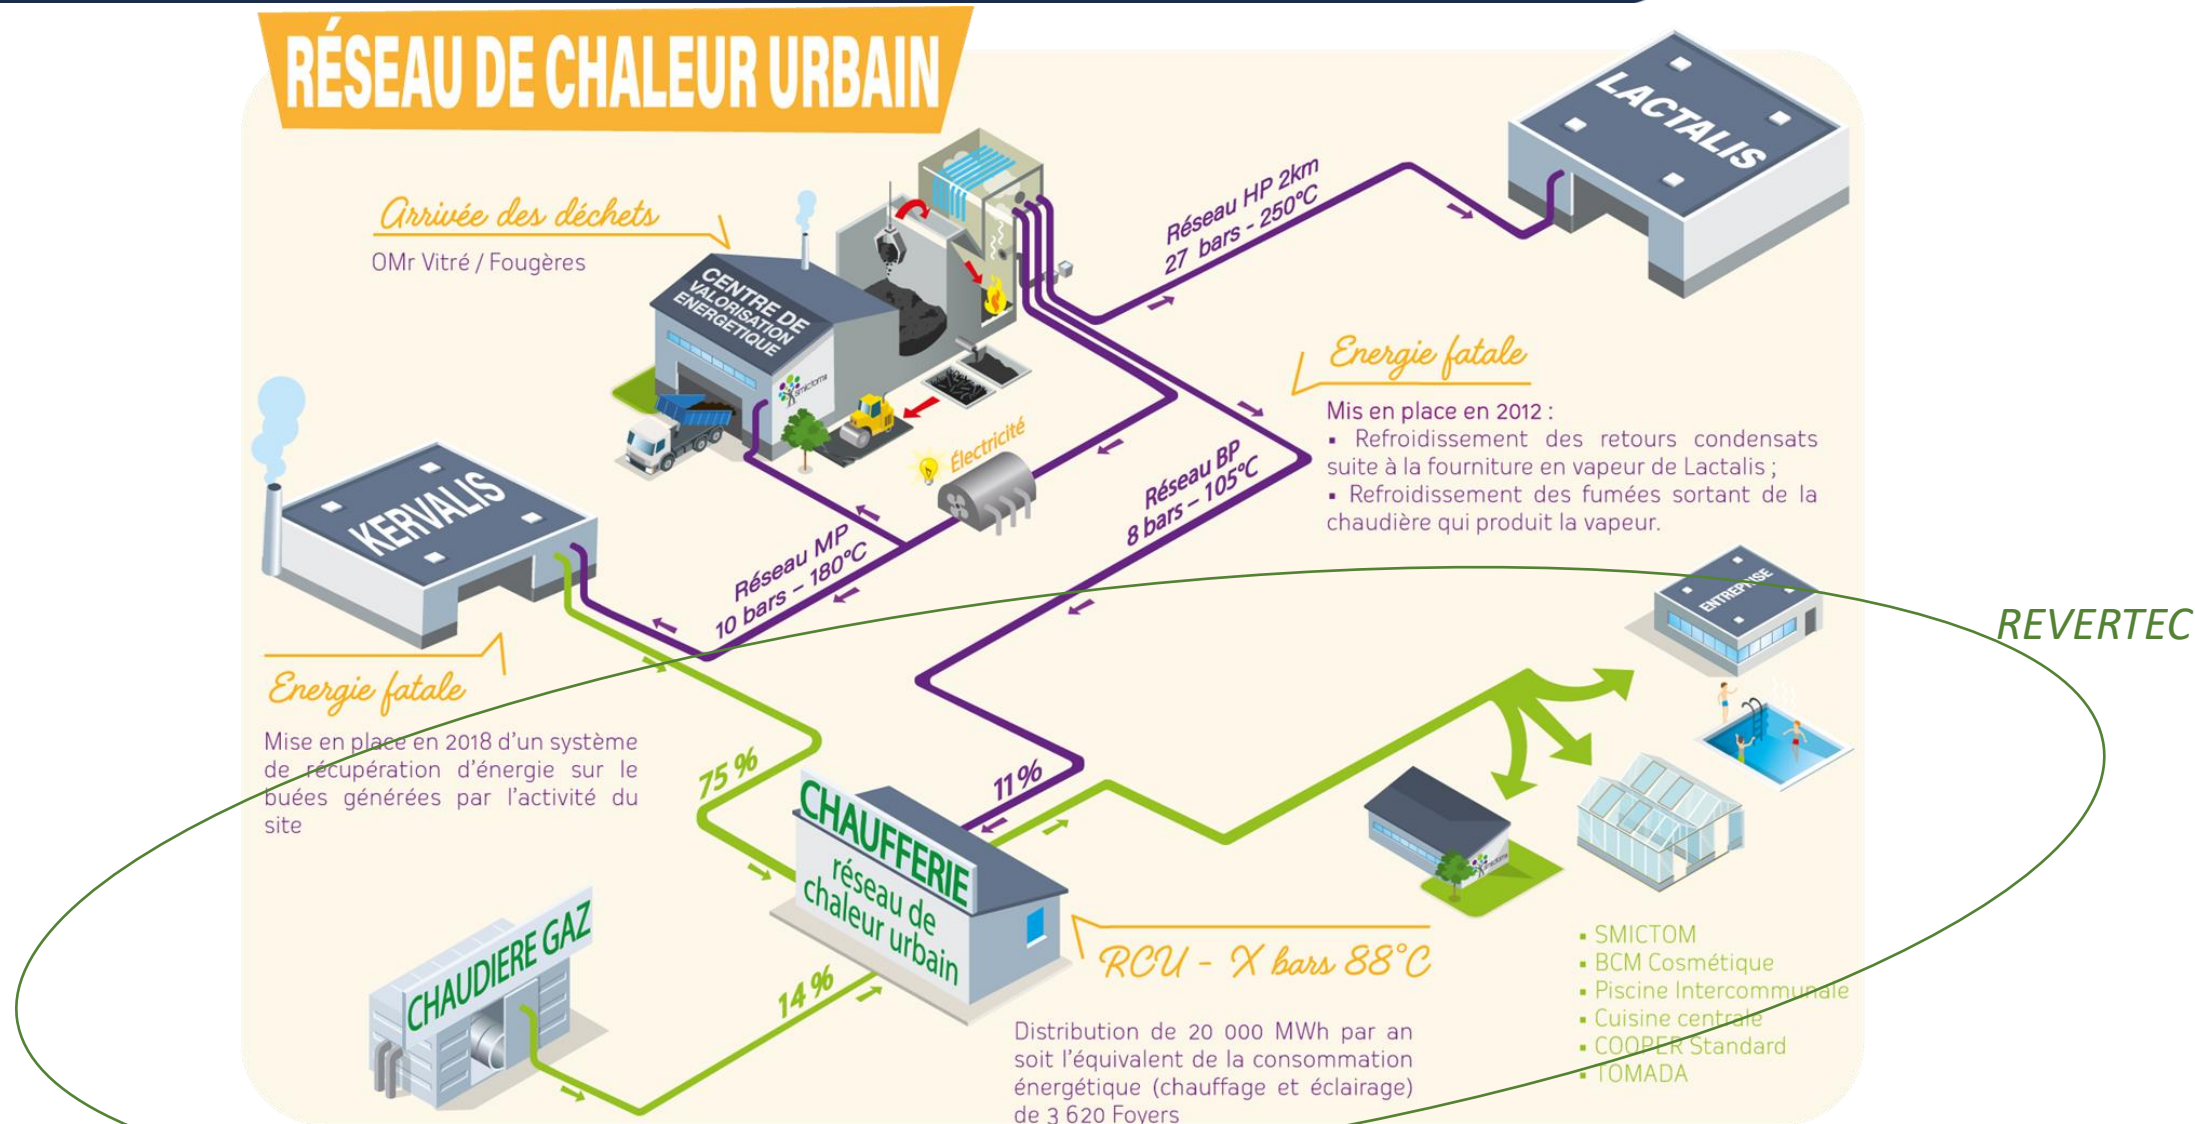 RÉSEAU DE CHALEUR URBAIN
LACTALIS
Arrivée des déchets
OMr Vitré / Fougères
Réseau HP 2km
27 bars - 250°C
CENTRE DE
VALORISATION
ENERGETIQUE
smictom
Energie fatale
Mis en place en 2012 :
▪ Refroidissement des retours condensats
suite à la fourniture en vapeur de Lactalis ;
▪ Refroidissement des fumées sortant de la
chaudière qui produit la vapeur.
Électricité
Réseau BP
8 bars – 105°C
KERVALIS
Réseau MP
10 bars – 180°C
ENTREPRISE
REVERTEC
Energie fatale
Mise en place en 2018 d'un système
de récupération d'énergie sur le
buées générées par l'activité du
site
75 %
11 %
CHAUFFERIE
réseau de
chaleur urbain
smictom
CHAUDIERE GAZ
14 %
RCU - X bars 88°C
Distribution de 20 000 MWh par an
soit l'équivalent de la consommation
énergétique (chauffage et éclairage)
de 3 620 Foyers
▪ SMICTOM
▪ BCM Cosmétique
▪ Piscine Intercommunale
▪ Cuisine centrale
▪ COOPER Standard
▪ TOMADA